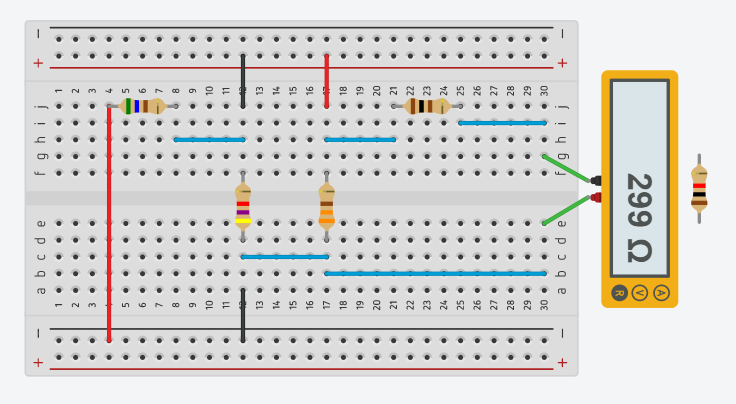 − −
+ +
1 2 3 4 5 6 7 8 9 10 11 12 13 14 15 16 17 18 19 20 21 22 23 24 25 26 27 28 29 30
j j
i i
h h
g g
f f
e e
d d
c c
b b
a a
1 2 3 4 5 6 7 8 9 10 11 12 13 14 15 16 17 18 19 20 21 22 23 24 25 26 27 28 29 30
− −
+ +
299 Ω
R V A